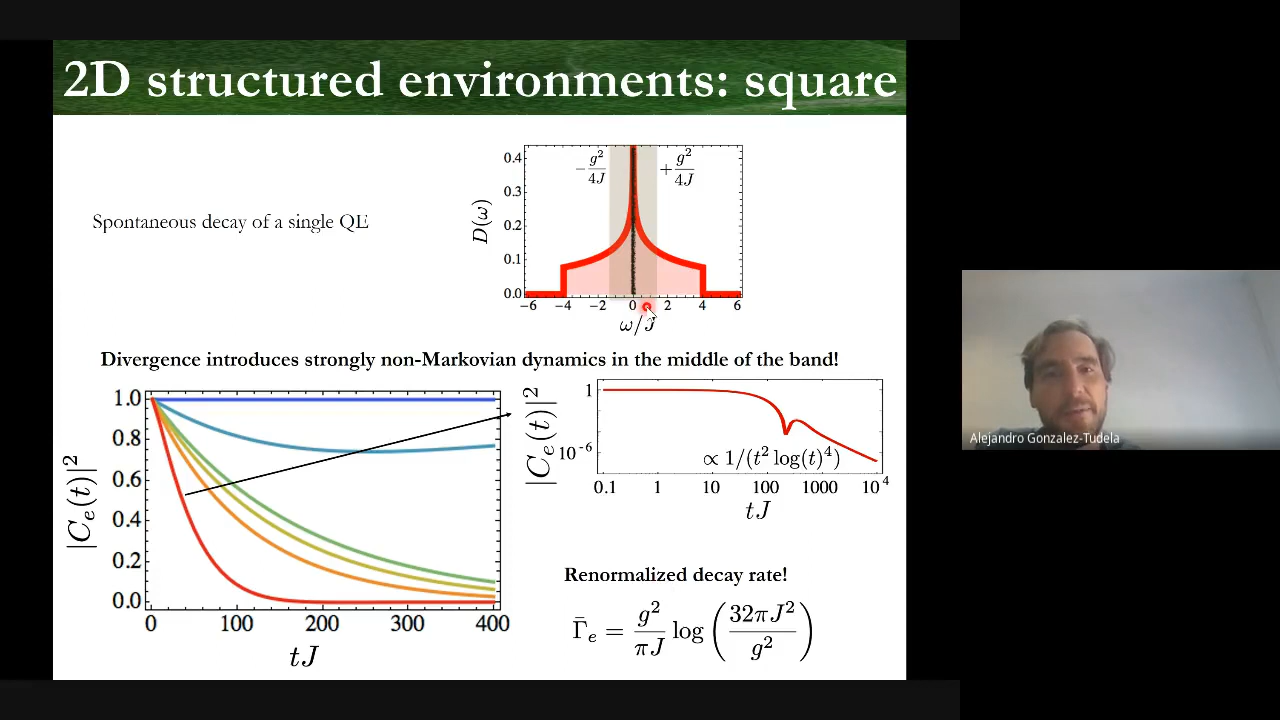 2D structured environments: square
Spontaneous decay of a single QE
D(ω)
0.4
0.3
0.2
0.1
0.0
−g²/4J
+g²/4J
−6 −4 −2 0 2 4 6
ω/J
Divergence introduces strongly non-Markovian dynamics in the middle of the band!
|Cₑ(t)|²
1.0
0.8
0.6
0.4
0.2
0.0
0 100 200 300 400
tJ
|Cₑ(t)|²
1
10⁻⁶
∝ 1/(t² log(t)⁴)
0.1 1 10 100 1000 10⁴
tJ
Renormalized decay rate!
Γ̄ₑ = g²/πJ log(32πJ²/g²)
Alejandro Gonzalez-Tudela